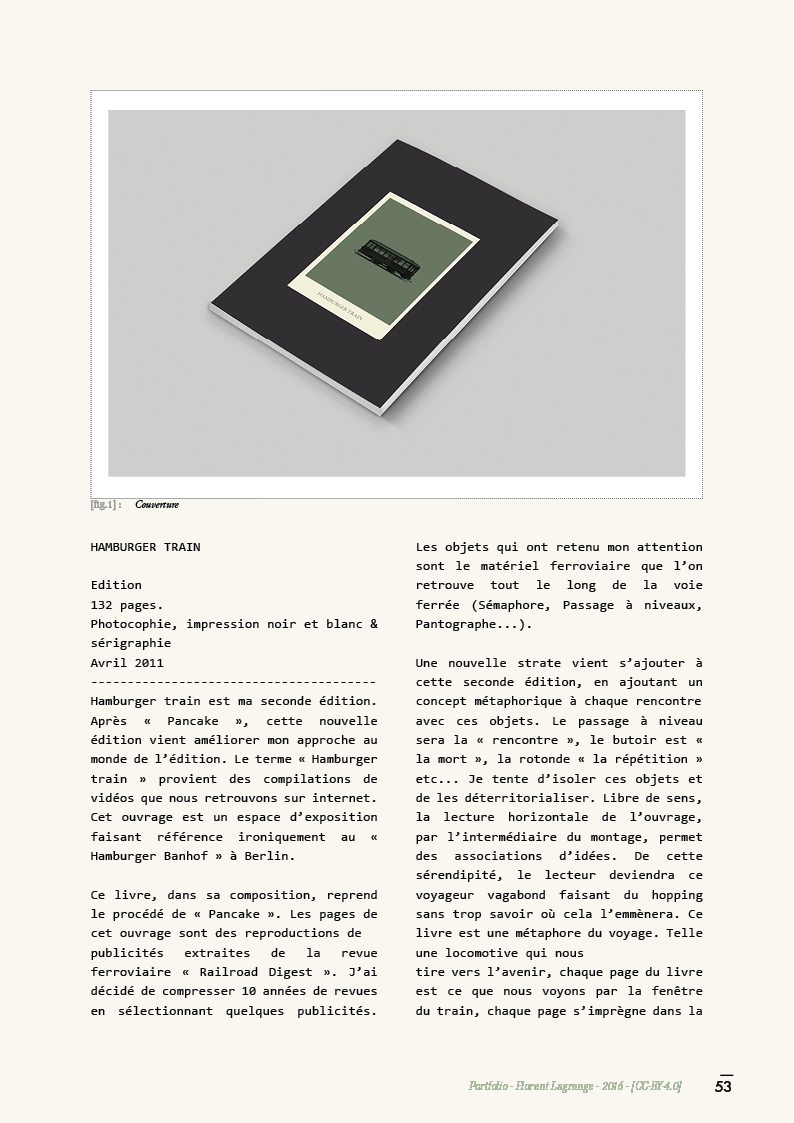 HAMBURGER TRAIN
[fig.1] : Couverture
HAMBURGER TRAIN
Edition
132 pages.
Photocophie, impression noir et blanc &
sérigraphie
Avril 2011
---------------------------------------
Hamburger train est ma seconde édition.
Après « Pancake », cette nouvelle
édition vient améliorer mon approche au
monde de l’édition. Le terme « Hamburger
train » provient des compilations de
vidéos que nous retrouvons sur internet.
Cet ouvrage est un espace d’exposition
faisant référence ironiquement au «
Hamburger Banhof » à Berlin.
Ce livre, dans sa composition, reprend
le procédé de « Pancake ». Les pages de
cet ouvrage sont des reproductions de
publicités extraites de la revue
ferroviaire « Railroad Digest ». J’ai
décidé de compresser 10 années de revues
en sélectionnant quelques publicités.
Les objets qui ont retenu mon attention
sont le matériel ferroviaire que l’on
retrouve tout le long de la voie
ferrée (Sémaphore, Passage à niveaux,
Pantographe...).
Une nouvelle strate vient s’ajouter à
cette seconde édition, en ajoutant un
concept métaphorique à chaque rencontre
avec ces objets. Le passage à niveau
sera la « rencontre », le butoir est «
la mort », la rotonde « la répétition »
etc... Je tente d’isoler ces objets et
de les déterritorialiser. Libre de sens,
la lecture horizontale de l’ouvrage,
par l’intermédiaire du montage, permet
des associations d’idées. De cette
sérendipité, le lecteur deviendra ce
voyageur vagabond faisant du hopping
sans trop savoir où cela l’emmènera. Ce
livre est une métaphore du voyage. Telle
une locomotive qui nous
tire vers l’avenir, chaque page du livre
est ce que nous voyons par la fenêtre
du train, chaque page s’imprègne dans la
Portfolio - Florent Lagrange - 2016 - [CC-BY-4.0]
53